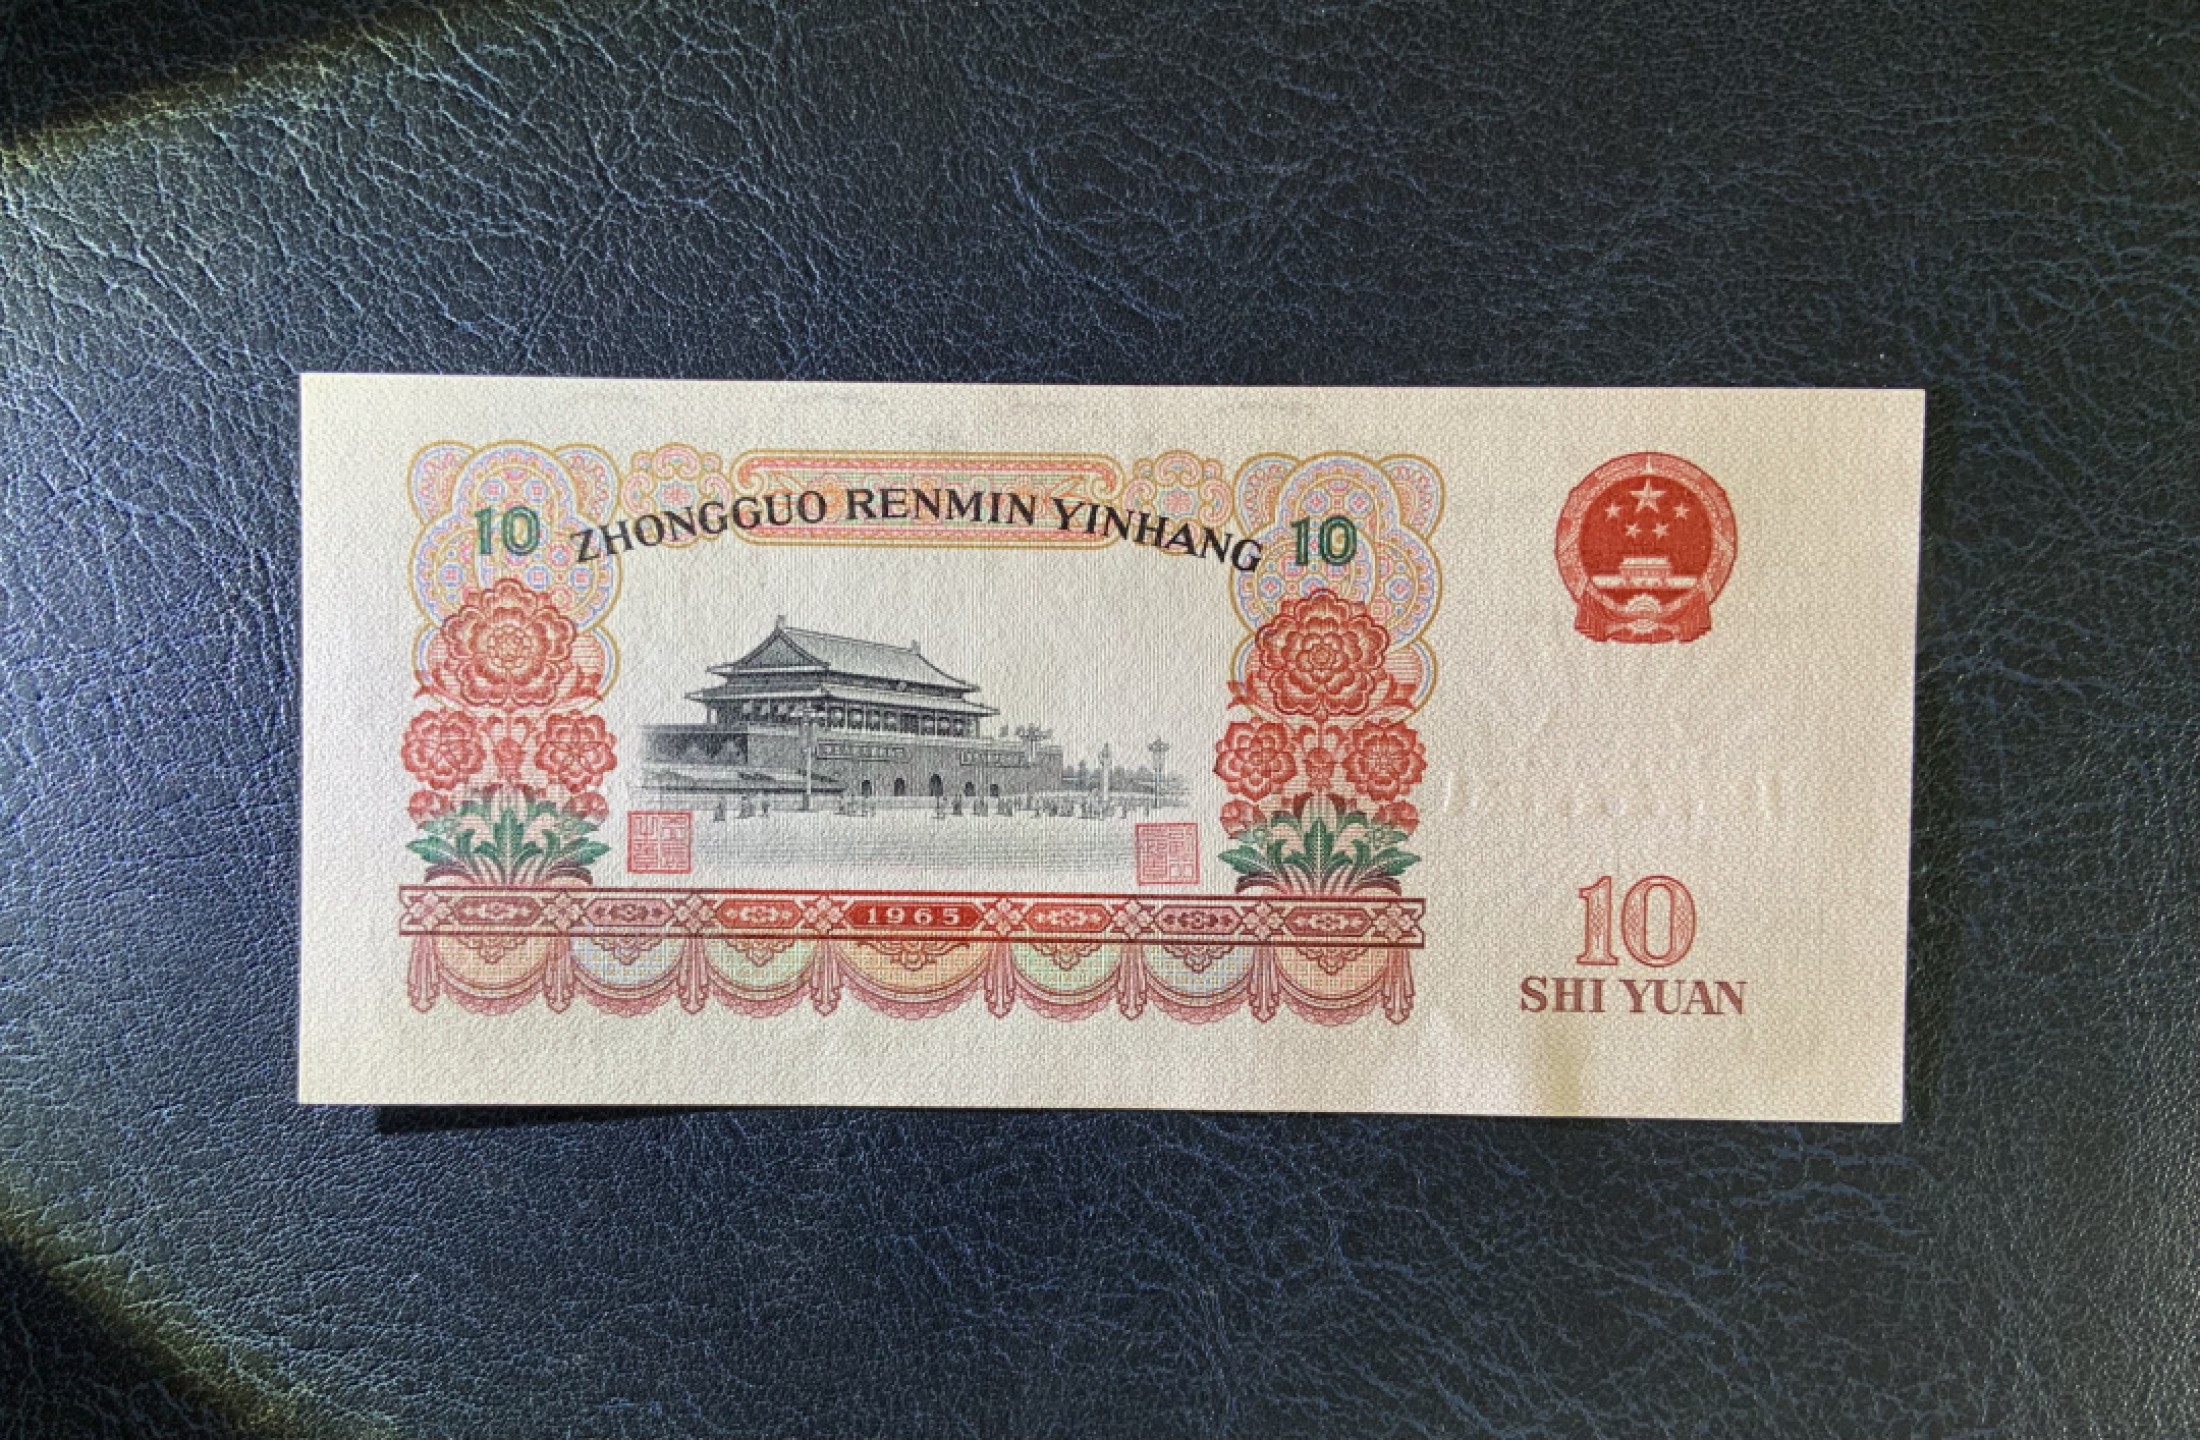 10 ZHONGGUO RENMIN YINHANG 10
1965
10
SHI YUAN